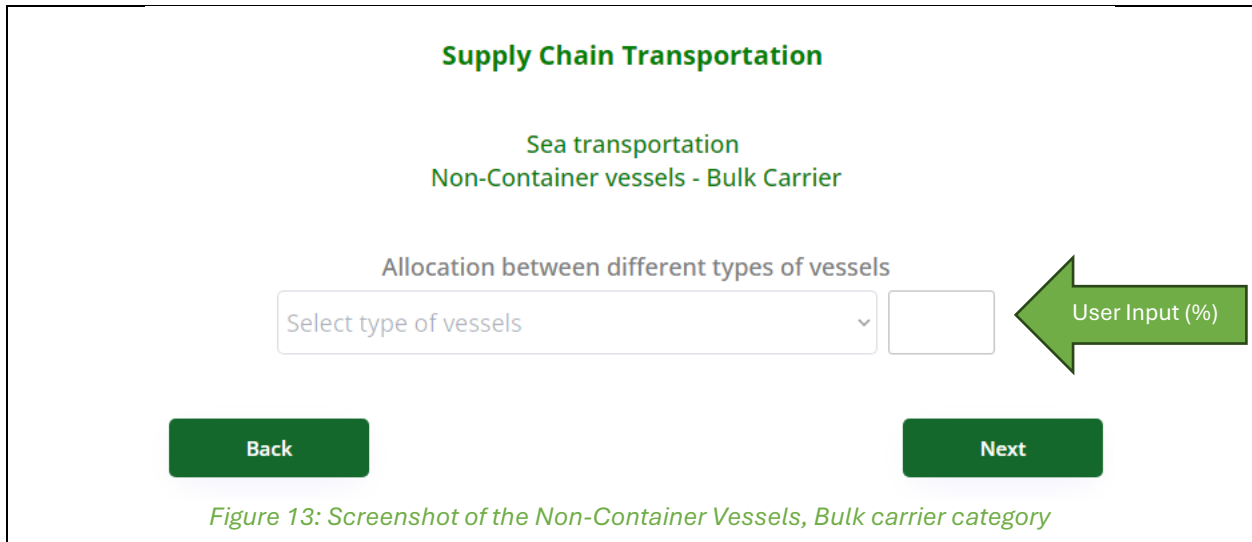 Supply Chain Transportation
Sea transportation
Non-Container vessels - Bulk Carrier
Allocation between different types of vessels
Select type of vessels
User Input (%)
Back
Next
Figure 13: Screenshot of the Non-Container Vessels, Bulk carrier category